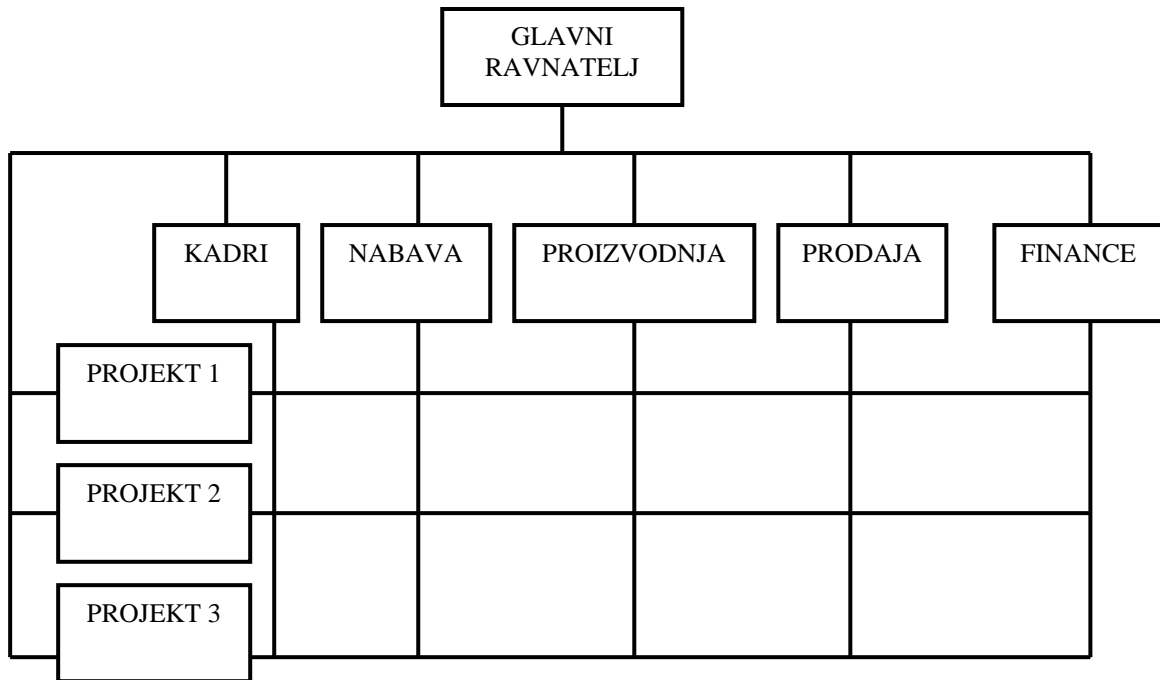 GLAVNI
RAVNATELJ
KADRI
NABAVA
PROIZVODNJA
PRODAJA
FINANCE
PROJEKT 1
PROJEKT 2
PROJEKT 3